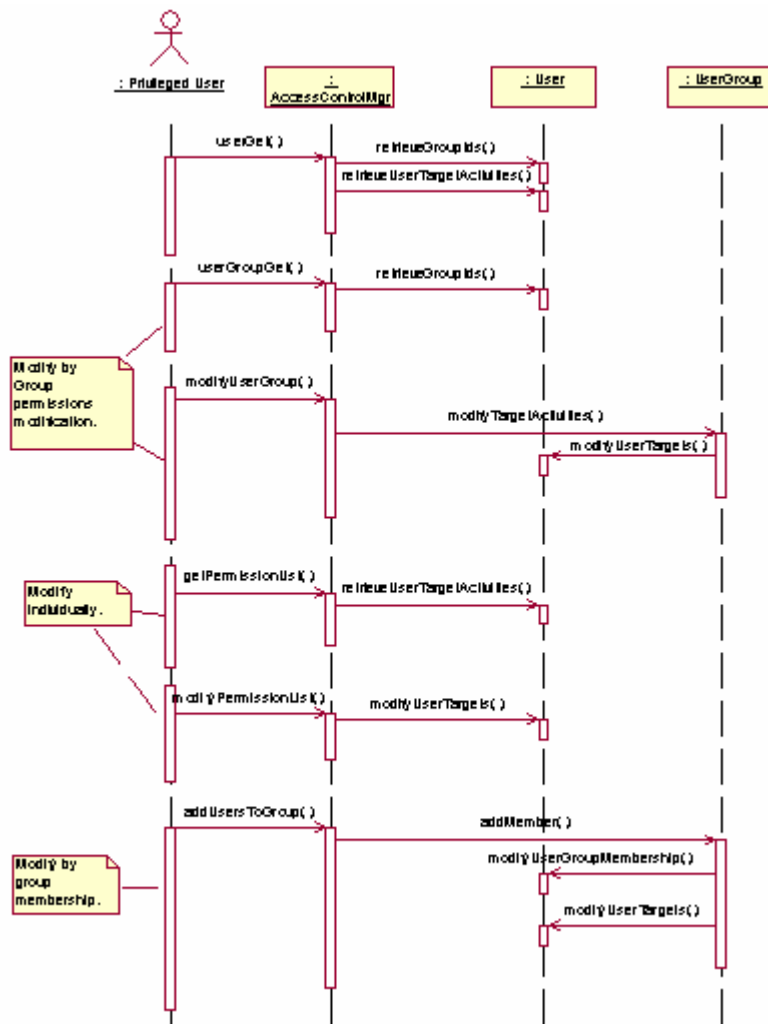 : Privileged User
:
AccessControlMgr
: User
: UserGroup
userGet( )
retrieveGroupIds( )
retrieveUserTargetActivities( )
userGroupGet( )
retrieveGroupIds( )
Modify by
Group
permissions
modification.
modifyUserGroup( )
modifyTargetActivities( )
modifyUserTargets( )
getPermissionList( )
retrieveUserTargetActivities( )
Modify
individually.
modifyPermissionList( )
modifyUserTargets( )
addUsersToGroup( )
addMember( )
Modify by
group
membership.
modifyUserGroupMembership( )
modifyUserTargets( )